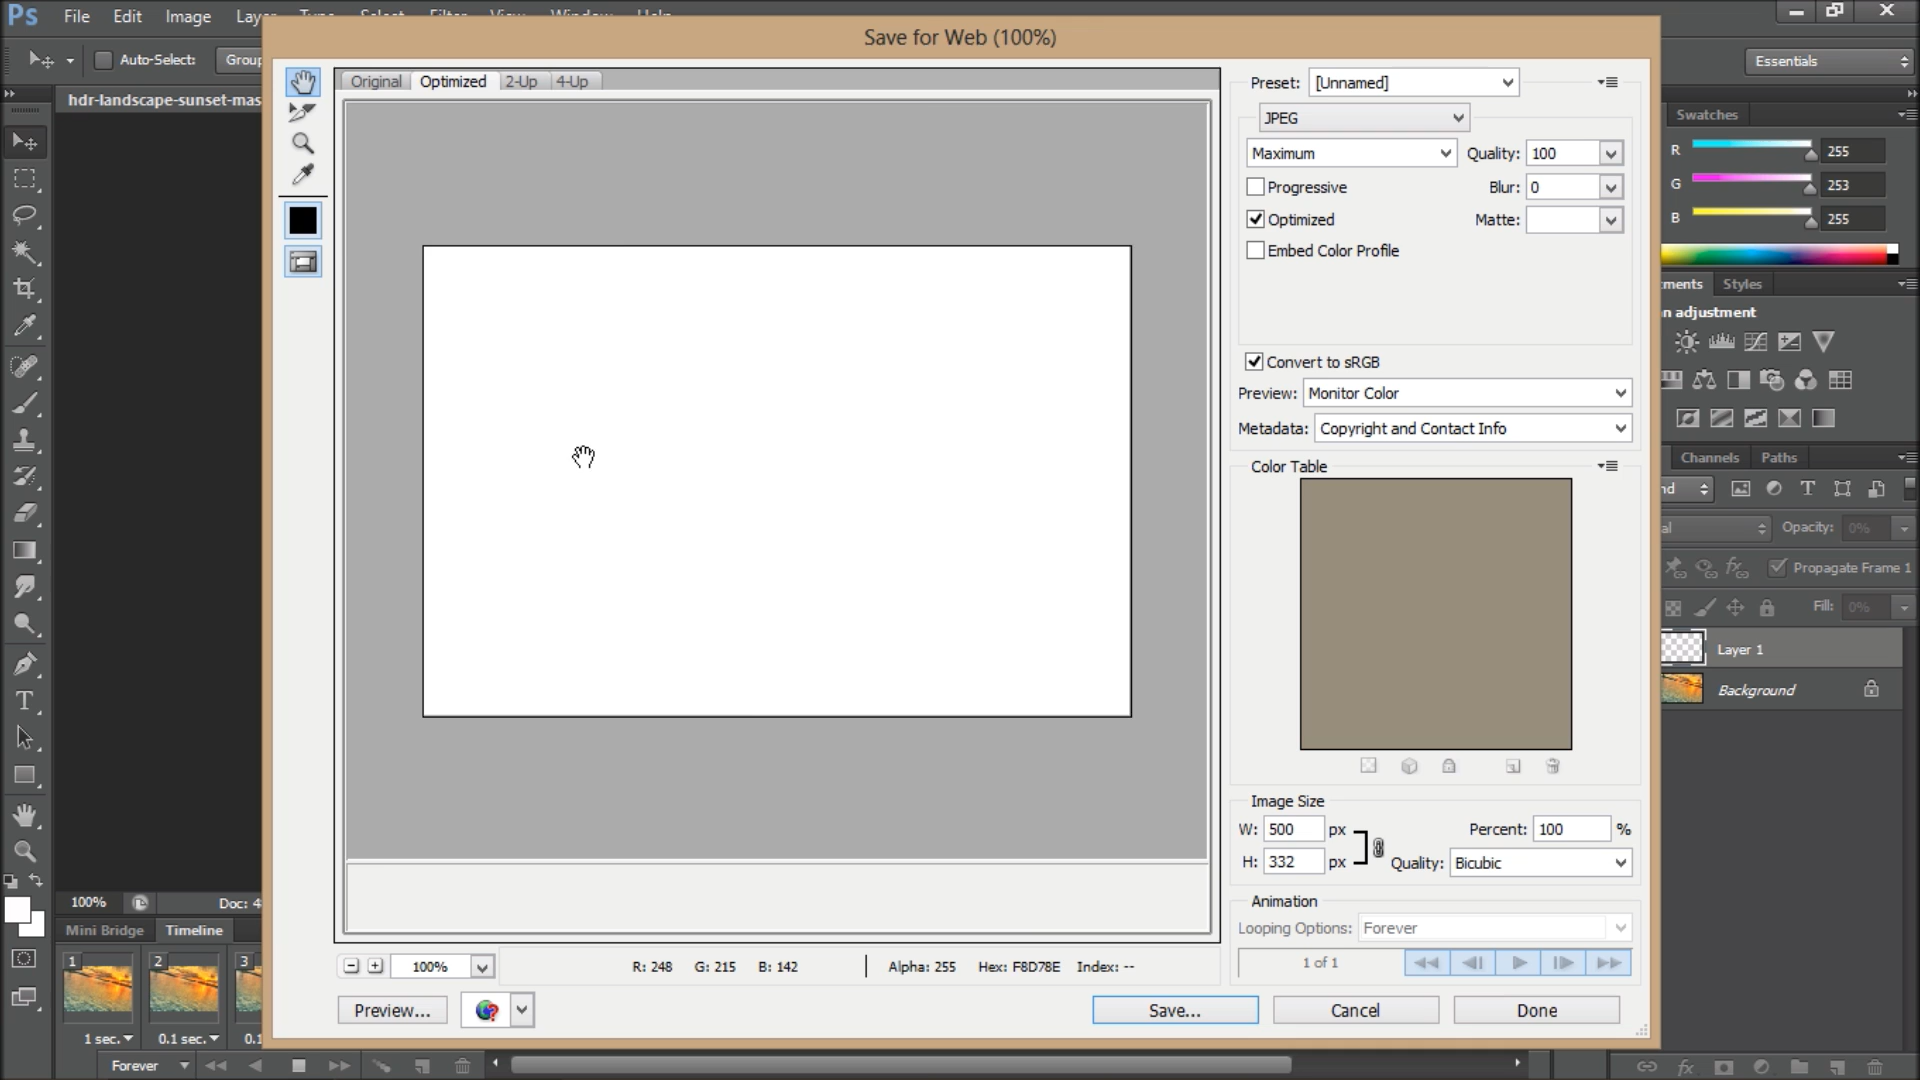 Ps File Edit Image Layer Type Select Filter View Window Help
Save for Web (100%)
Auto-Select: Group
Essentials
hdr-landscape-sunset-mas
Original Optimized 2-Up 4-Up
Preset: [Unnamed]
JPEG
Maximum Quality: 100
Progressive Blur: 0
Optimized Matte:
Embed Color Profile
Convert to sRGB
Preview: Monitor Color
Metadata: Copyright and Contact Info
Color Table
Image Size
W: 500 px Percent: 100 %
H: 332 px Quality: Bicubic
Animation
Looping Options: Forever
1 of 1
100% R: 248 G: 215 B: 142 Alpha: 255 Hex: F8D78E Index: --
Preview... Save... Cancel Done
Swatches
R 255
G 253
B 255
ments Styles
n adjustment
Channels Paths
nd
al Opacity: 0%
Propagate Frame 1
Fill: 0%
Layer 1
Background
100% Doc: 4
Mini Bridge Timeline
1 2 3
1 sec. 0.1 sec. 0.1
Forever
fx